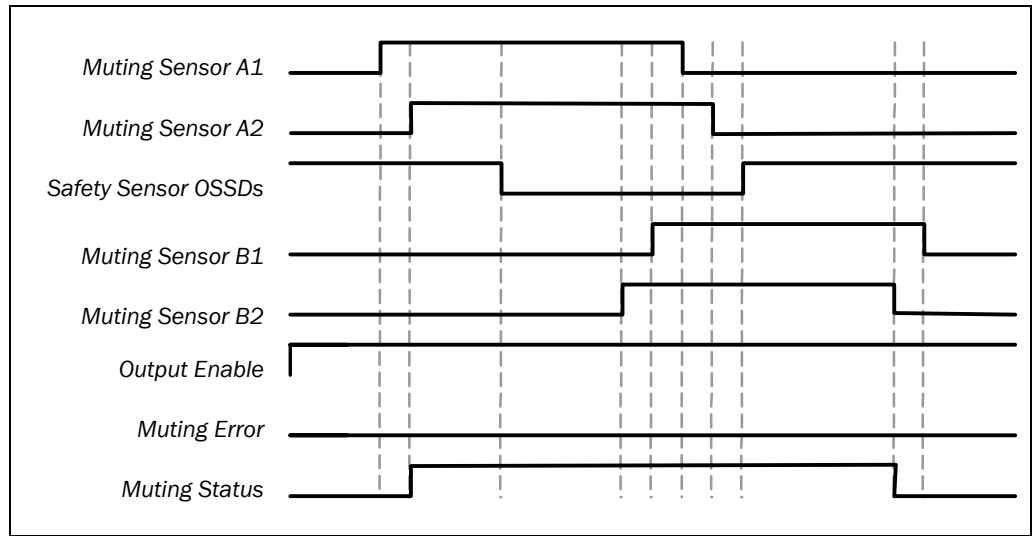 Muting Sensor A1
Muting Sensor A2
Safety Sensor OSSDs
Muting Sensor B1
Muting Sensor B2
Output Enable
Muting Error
Muting Status